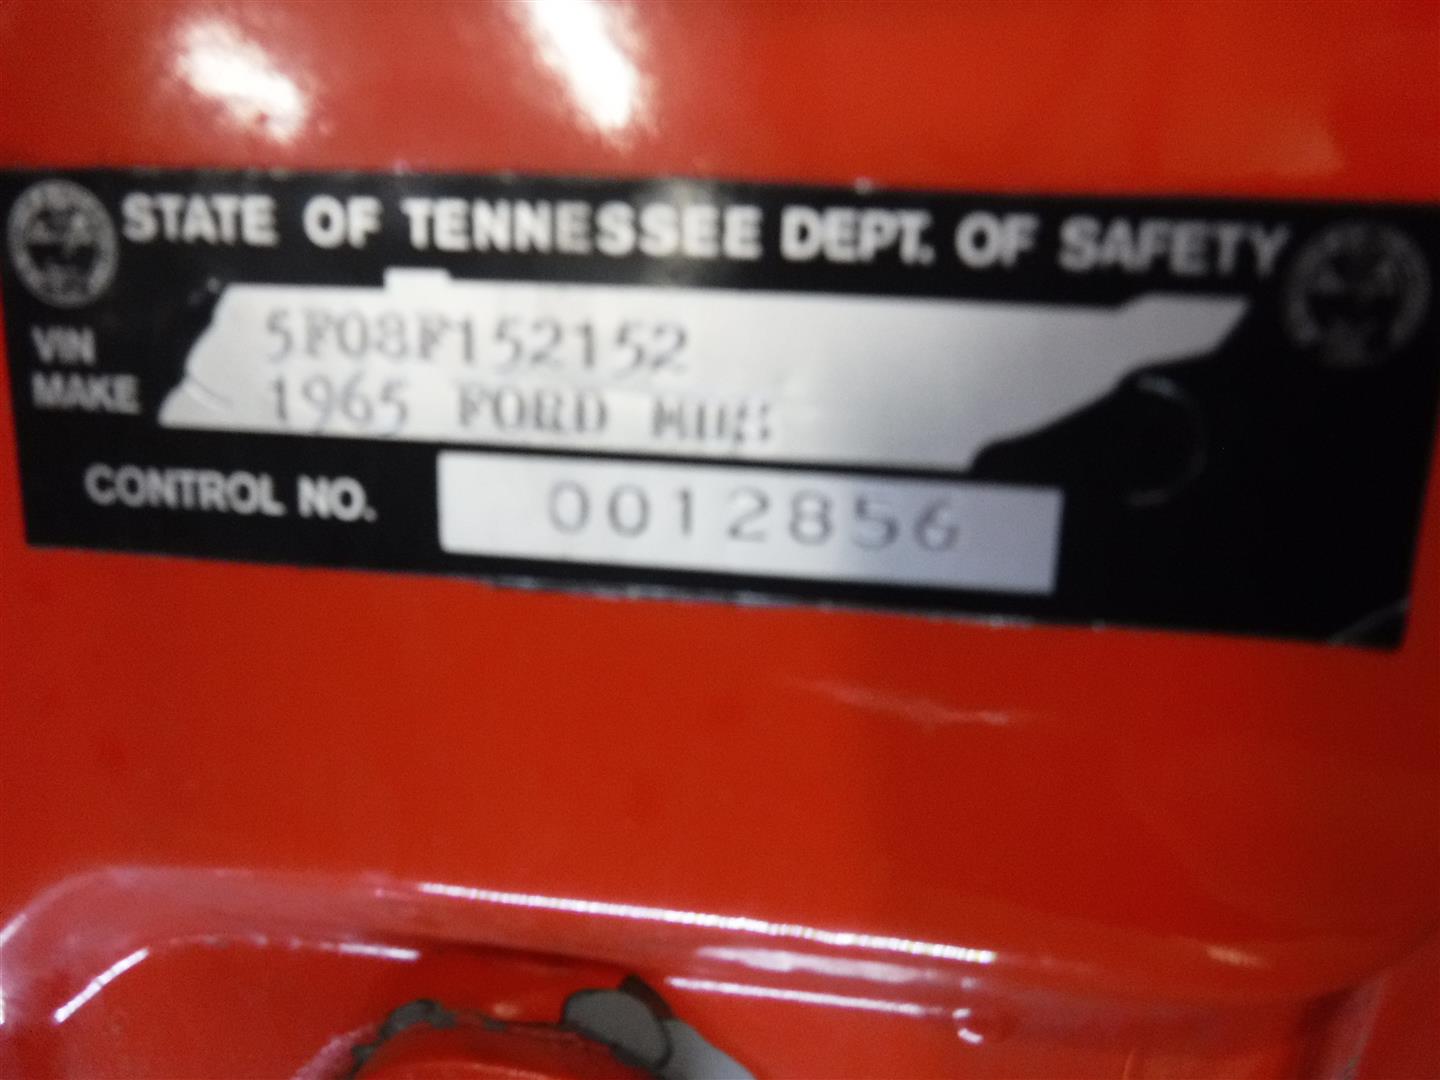 STATE OF TENNESSEE DEPT. OF SAFETY
VIN 5F08F152152
MAKE 1965 FORD
CONTROL NO. 0012856